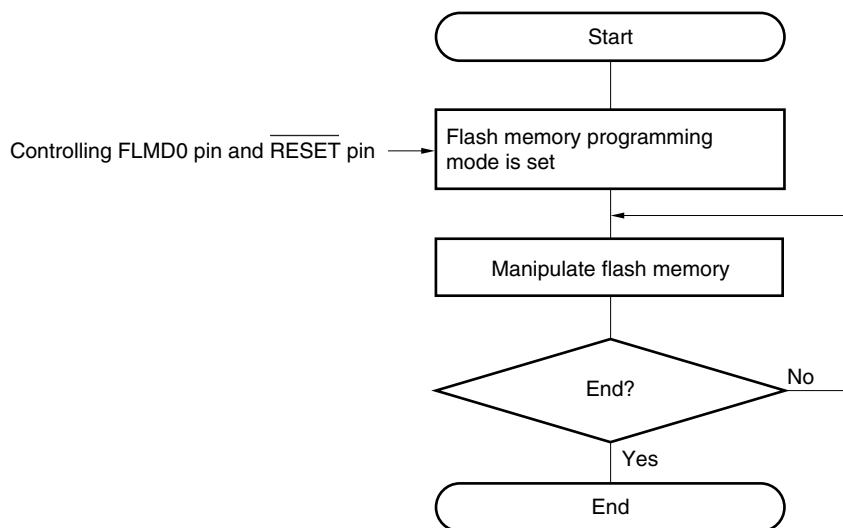 Start
Controlling FLMD0 pin and RESET pin
Flash memory programming
mode is set
Manipulate flash memory
End?
No
Yes
End